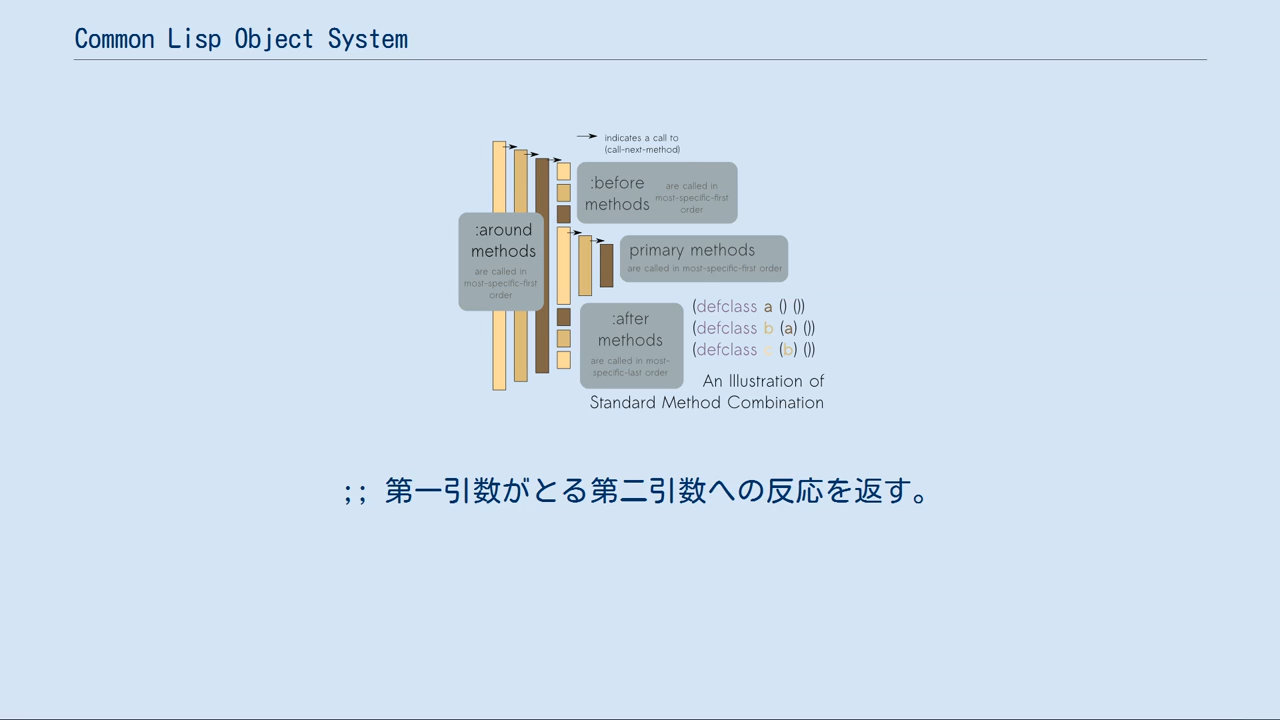 Common Lisp Object System
indicates a call to
(call-next-method)
:before
methods
are called in
most-specific-first
order
:around
methods
are called in
most-specific-first
order
primary methods
are called in most-specific-first order
:after
methods
are called in most-
specific-last order
(defclass a () ())
(defclass b (a) ())
(defclass c (b) ())
An Illustration of
Standard Method Combination
;; 第一引数がとる第二引数への反応を返す。